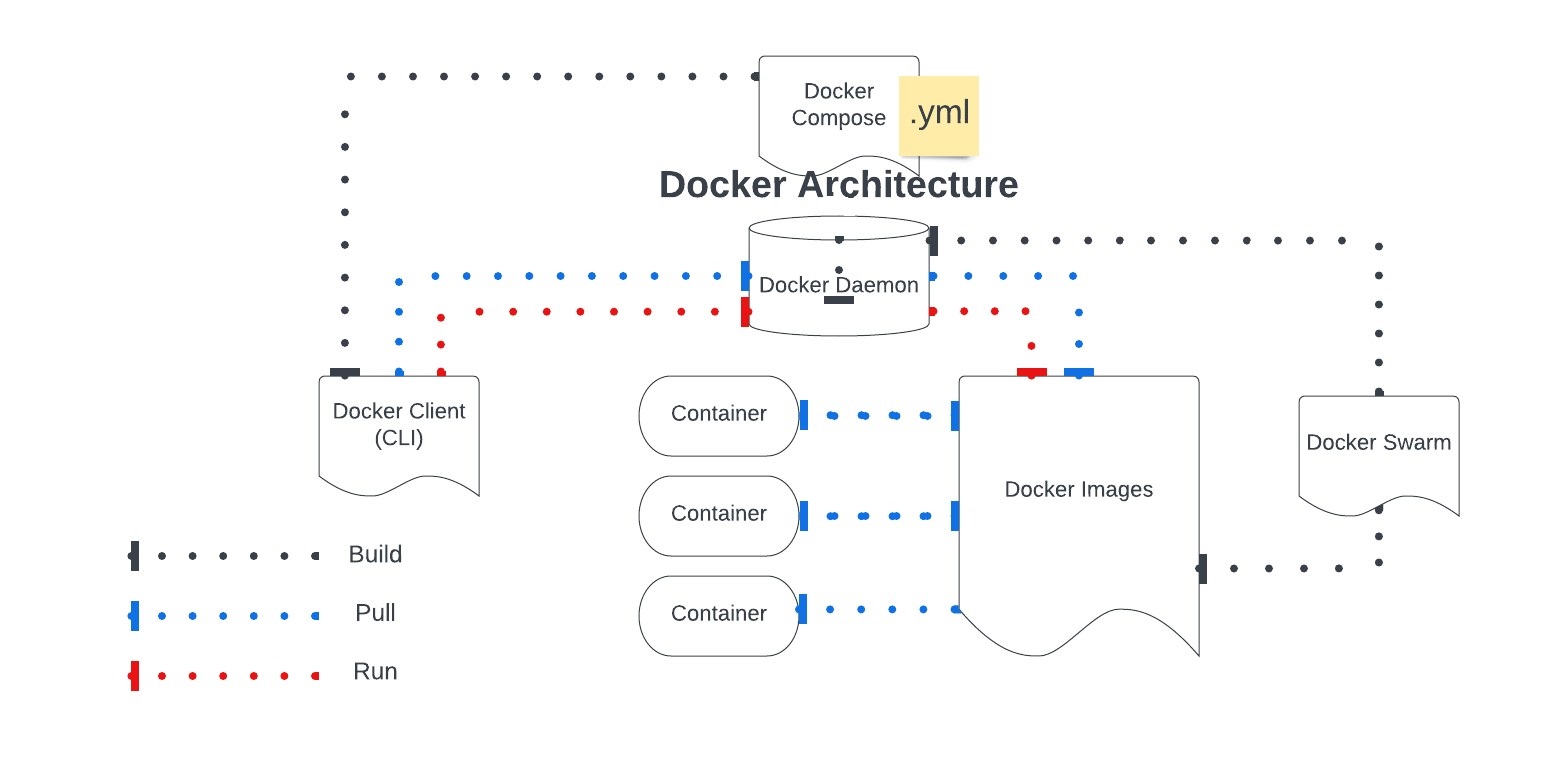 Docker
Compose
.yml
Docker Architecture
Docker Daemon
Docker Client
(CLI)
Container
Docker Swarm
Docker Images
Container
Build
Container
Pull
Run